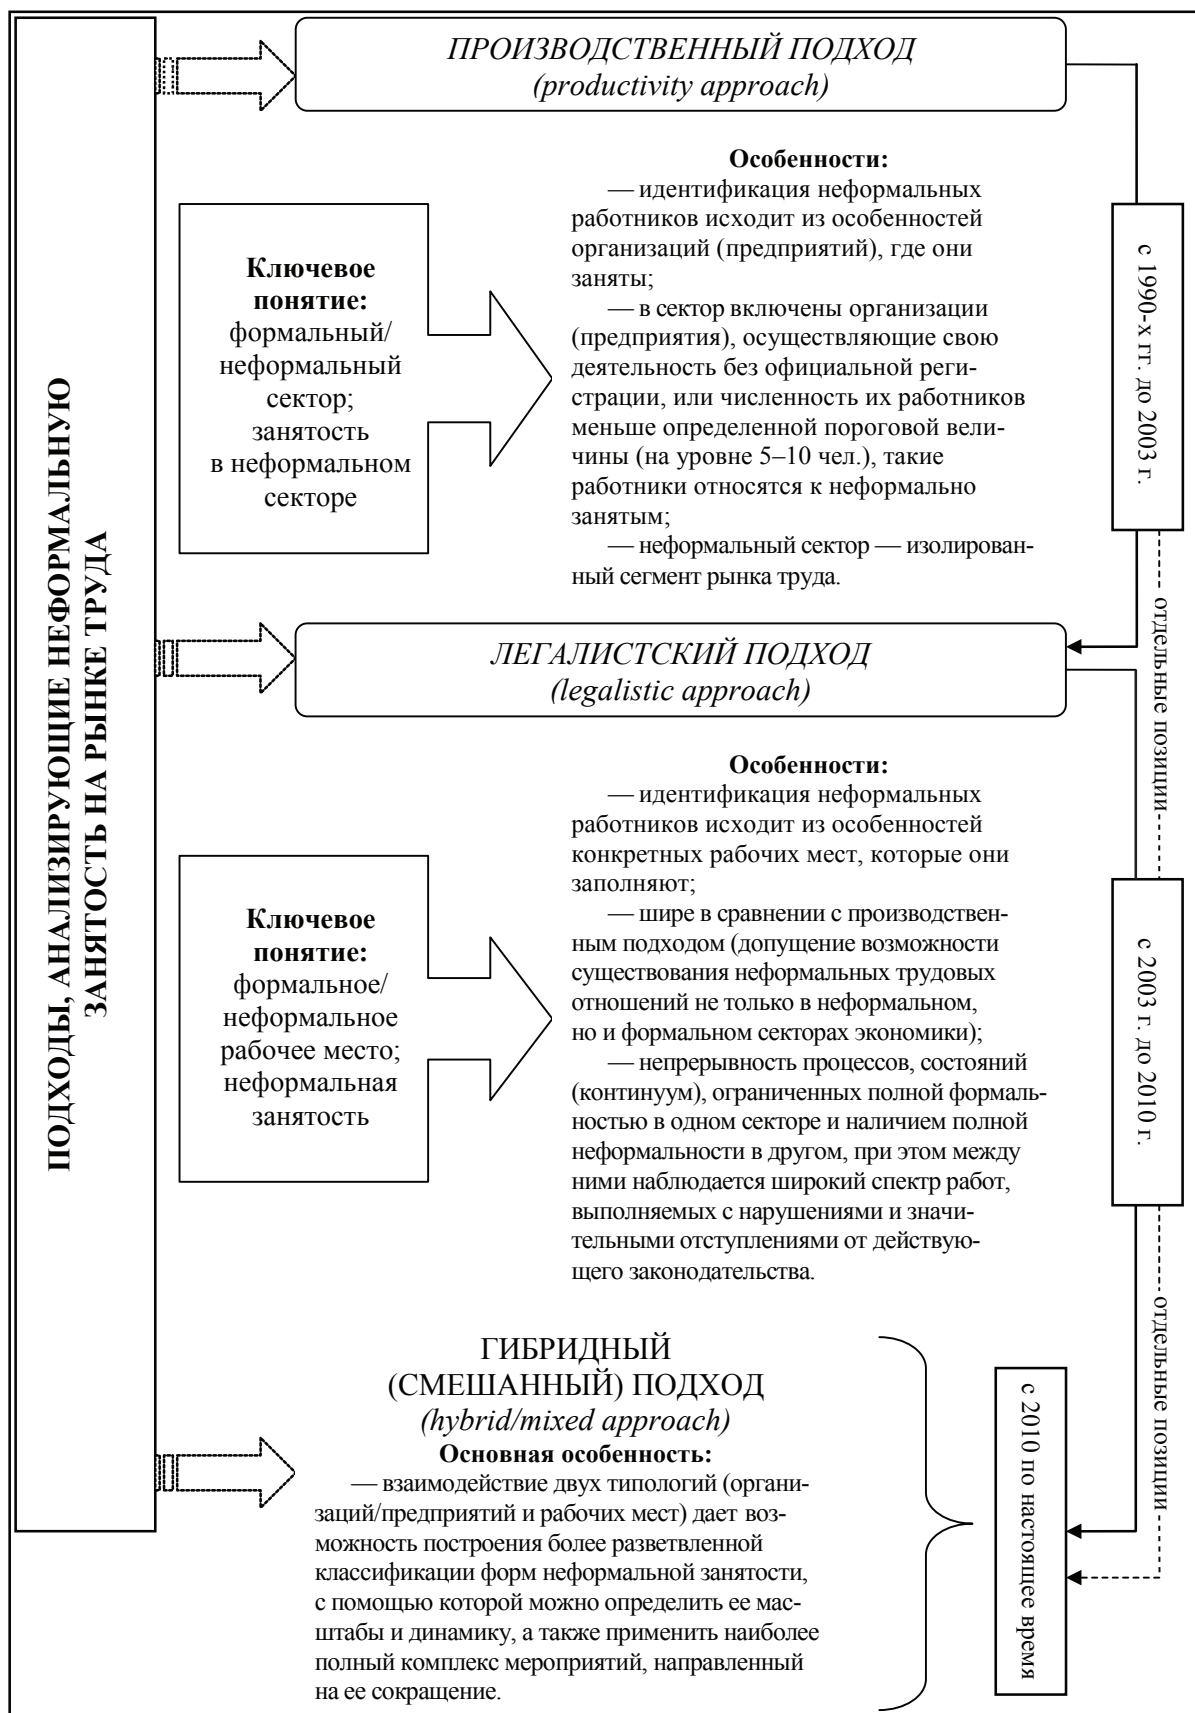 ПОДХОДЫ, АНАЛИЗИРУЮЩИЕ НЕФОРМАЛЬНУЮ
ЗАНЯТОСТЬ НА РЫНКЕ ТРУДА
ПРОИЗВОДСТВЕННЫЙ ПОДХОД
(productivity approach)
Ключевое
понятие:
формальный/
неформальный
сектор;
занятость
в неформальном
секторе
Особенности:
— идентификация неформальных
работников исходит из особенностей
организаций (предприятий), где они
заняты;
— в сектор включены организации
(предприятия), осуществляющие свою
деятельность без официальной реги-
страции, или численность их работников
меньше определенной пороговой вели-
чины (на уровне 5–10 чел.), такие
работники относятся к неформально
занятым;
— неформальный сектор — изолирован-
ный сегмент рынка труда.
с 1990-х гг. до 2003 г.
отдельные позиции
ЛЕГАЛИСТСКИЙ ПОДХОД
(legalistic approach)
Ключевое
понятие:
формальное/
неформальное
рабочее место;
неформальная
занятость
Особенности:
— идентификация неформальных
работников исходит из особенностей
конкретных рабочих мест, которые они
заполняют;
— шире в сравнении с производствен-
ным подходом (допущение возможности
существования неформальных трудовых
отношений не только в неформальном,
но и формальном секторах экономики);
— непрерывность процессов, состояний
(континуум), ограниченных полной формаль-
ностью в одном секторе и наличием полной
неформальности в другом, при этом между
ними наблюдается широкий спектр работ,
выполняемых с нарушениями и значи-
тельными отступлениями от действую-
щего законодательства.
с 2003 г. до 2010 г.
отдельные позиции
ГИБРИДНЫЙ
(СМЕШАННЫЙ) ПОДХОД
(hybrid/mixed approach)
Основная особенность:
— взаимодействие двух типологий (органи-
заций/предприятий и рабочих мест) дает воз-
можность построения более разветвленной
классификации форм неформальной занятости,
с помощью которой можно определить ее мас-
штабы и динамику, а также применить наиболее
полный комплекс мероприятий, направленный
на ее сокращение.
с 2010 по настоящее время